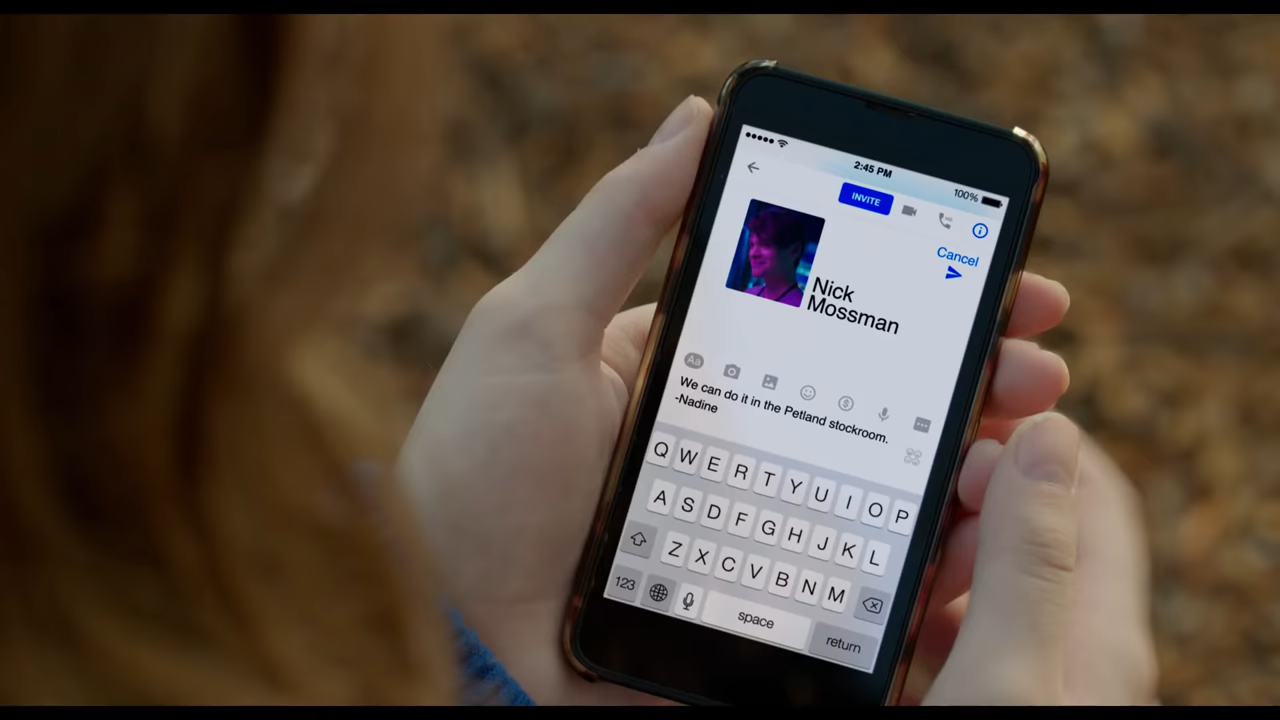 2:45 PM
100%
INVITE
Cancel
Nick
Mossman
Aa
We can do it in the Petland stockroom.
-Nadine
Q W E R T Y U I O P
A S D F G H J K L
Z X C V B N M
123 space return